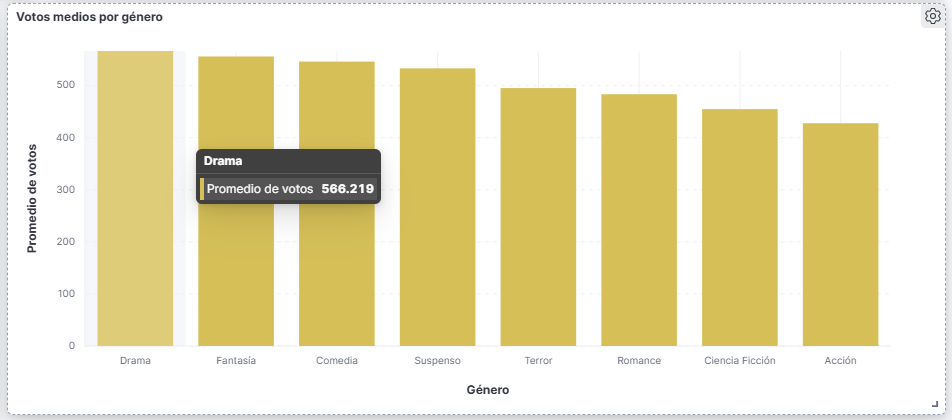 Votos medios por género
Promedio de votos
500
400
300
200
100
0
Drama
Promedio de votos 566.219
Drama Fantasía Comedia Suspenso Terror Romance Ciencia Ficción Acción
Género